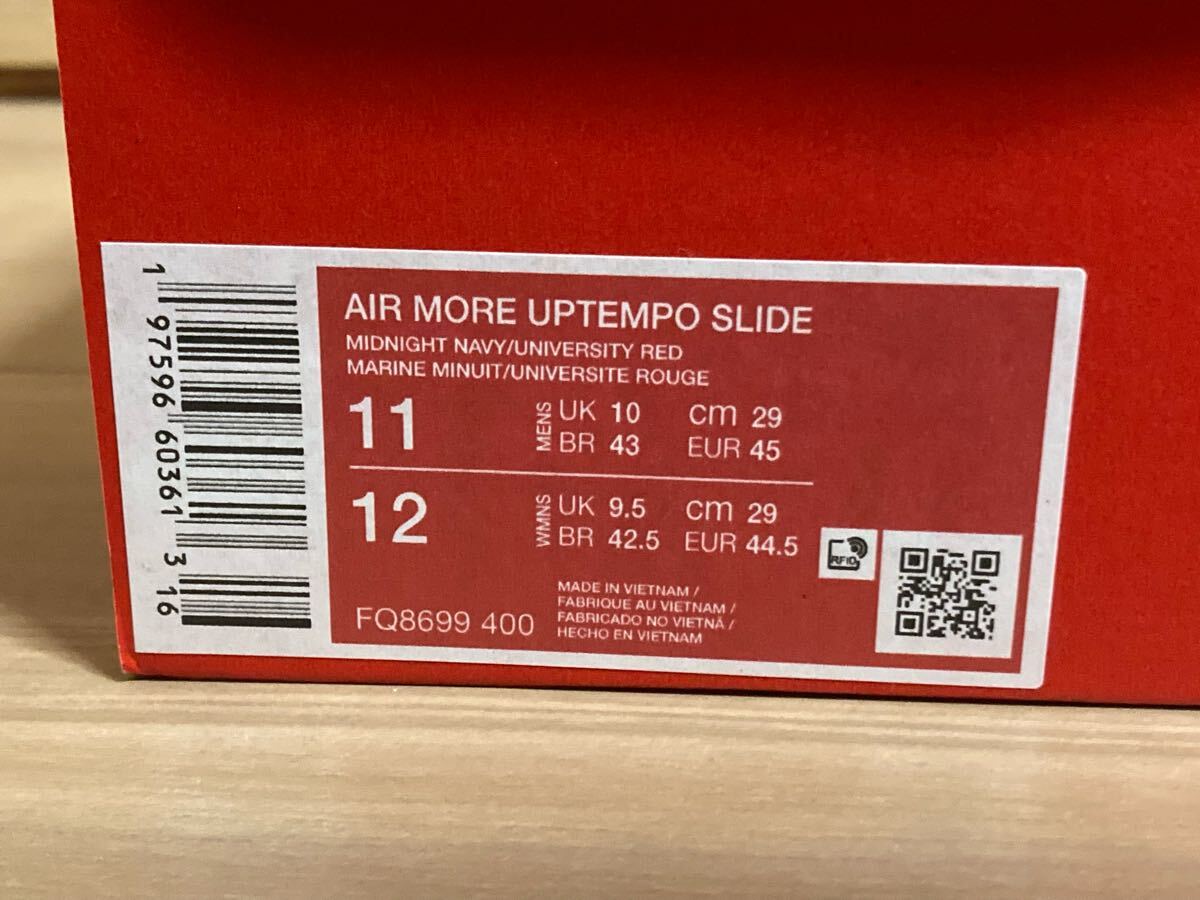 AIR MORE UPTEMPO SLIDE
MIDNIGHT NAVY/UNIVERSITY RED
MARINE MINUIT/UNIVERSITE ROUGE
11 MENS UK 10 cm 29
BR 43 EUR 45
12 WMNS UK 9.5 cm 29
BR 42.5 EUR 44.5
RFID
FQ8699 400
MADE IN VIETNAM /
FABRIQUE AU VIETNAM /
FABRICADO NO VIETNÃ /
HECHO EN VIETNAM
1 97596 60361 3 16